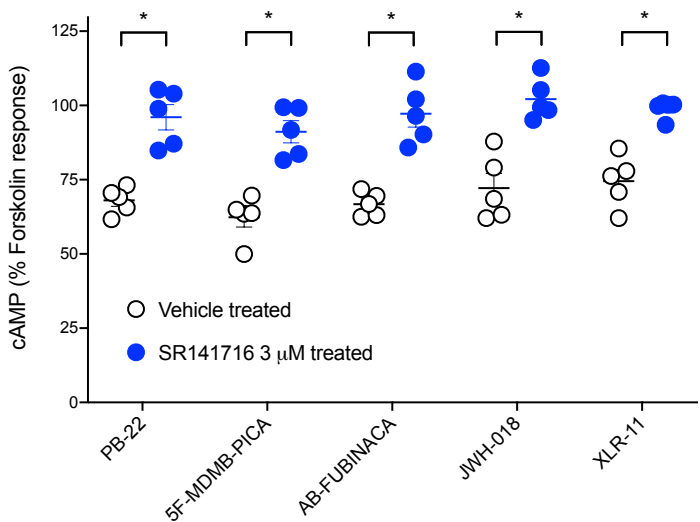 * * * * *
125
100
75
50
25
0
cAMP (% Forskolin response)
Vehicle treated
SR141716 3 μM treated
PB-22
5F-MDMB-PICA
AB-FUBINACA
JWH-018
XLR-11